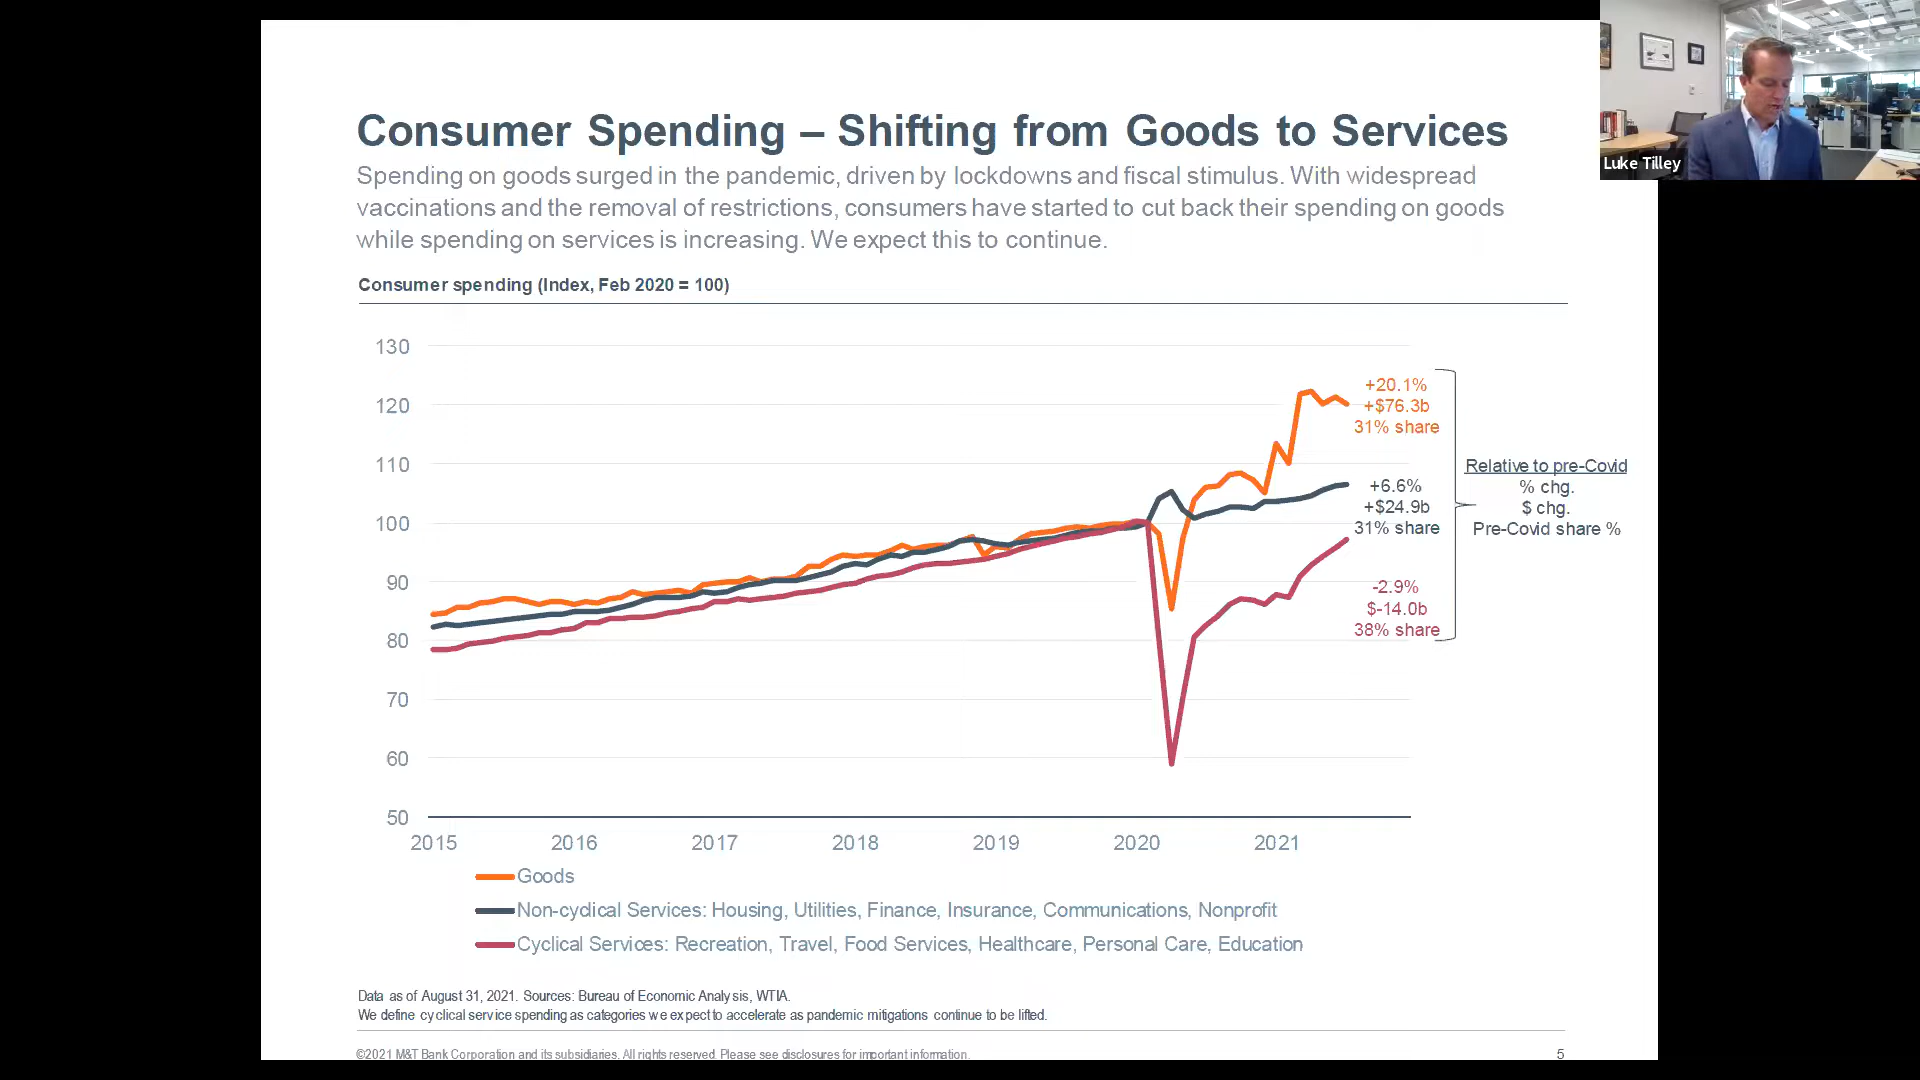 Consumer Spending – Shifting from Goods to Services
Spending on goods surged in the pandemic, driven by lockdowns and fiscal stimulus. With widespread
vaccinations and the removal of restrictions, consumers have started to cut back their spending on goods
while spending on services is increasing. We expect this to continue.
Luke Tilley
Consumer spending (Index, Feb 2020 = 100)
130
120
110
100
90
80
70
60
50
+20.1%
+$76.3b
31% share
+6.6%
+$24.9b
31% share
-2.9%
$-14.0b
38% share
Relative to pre-Covid
% chg.
$ chg.
Pre-Covid share %
2015 2016 2017 2018 2019 2020 2021
Goods
Non-cyclical Services: Housing, Utilities, Finance, Insurance, Communications, Nonprofit
Cyclical Services: Recreation, Travel, Food Services, Healthcare, Personal Care, Education
Data as of August 31, 2021. Sources: Bureau of Economic Analysis, WTIA.
We define cyclical service spending as categories we expect to accelerate as pandemic mitigations continue to be lifted.
©2021 M&T Bank Corporation and its subsidiaries. All rights reserved. Please see disclosures for important information.
5